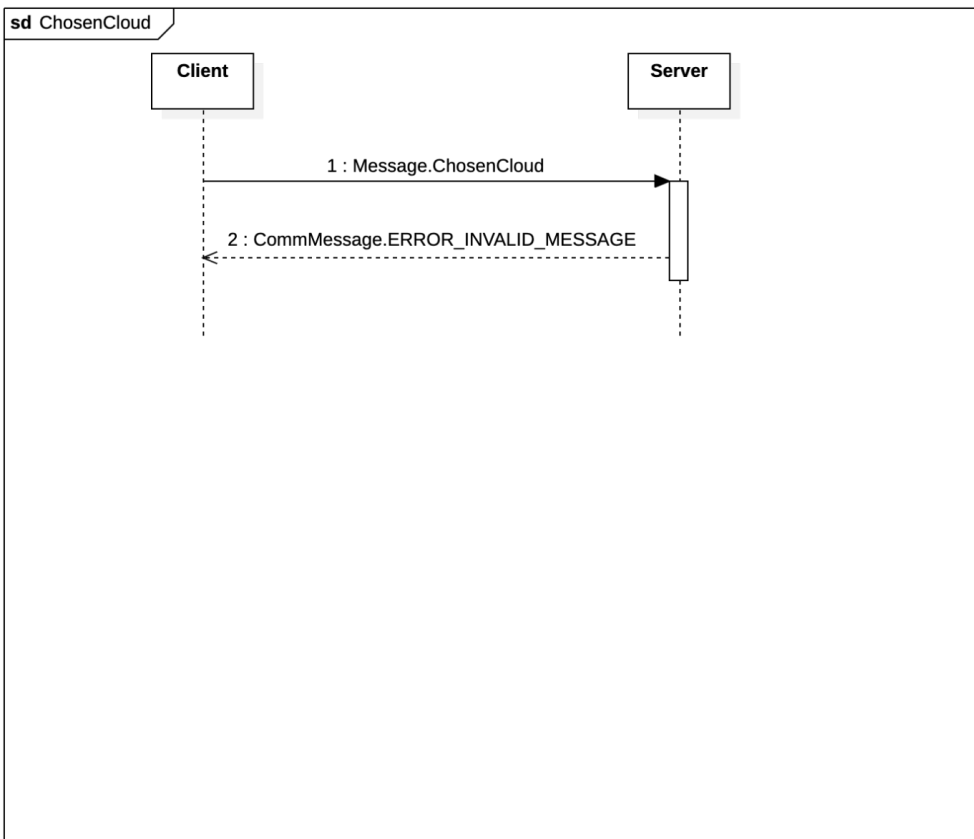 sd ChosenCloud
Client
Server
1 : Message.ChosenCloud
2 : CommMessage.ERROR_INVALID_MESSAGE